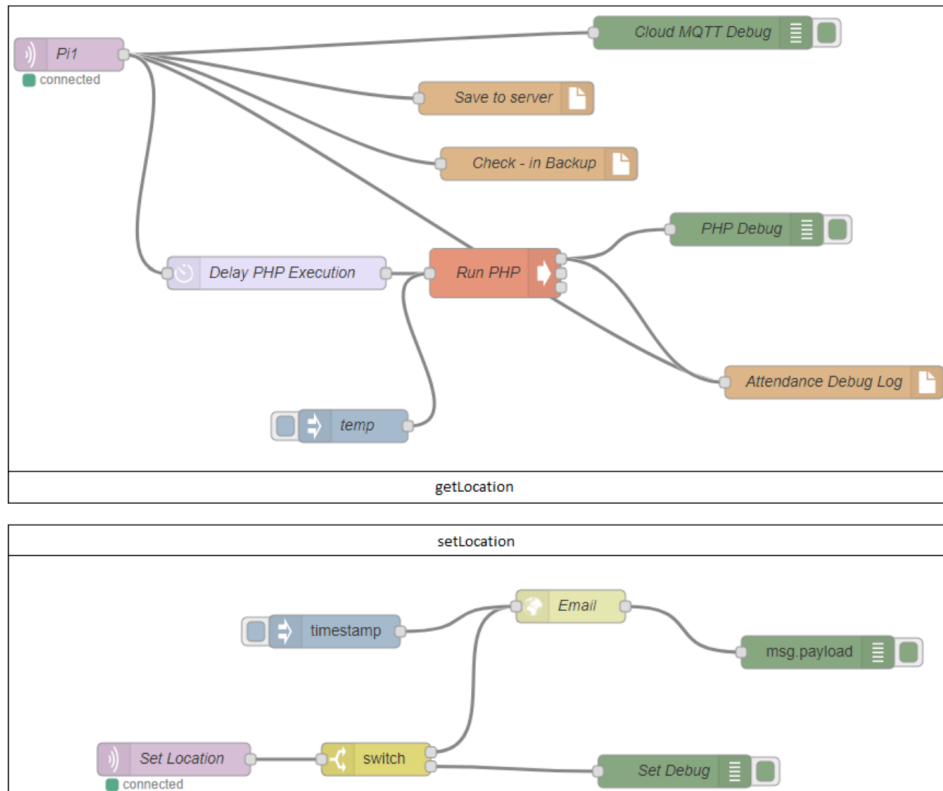 Cloud MQTT Debug
Pi1
connected
Save to server
Check - in Backup
PHP Debug
Delay PHP Execution
Run PHP
Attendance Debug Log
temp
getLocation
setLocation
Email
timestamp
msg.payload
Set Location
switch
Set Debug
connected